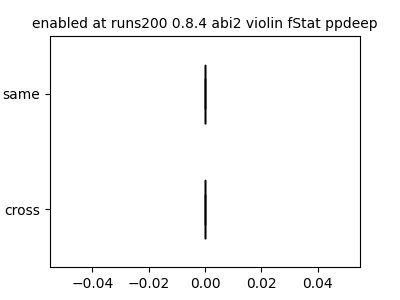 enabled at runs200 0.8.4 abi2 violin fStat ppdeep
same
cross
−0.04 −0.02 0.00 0.02 0.04